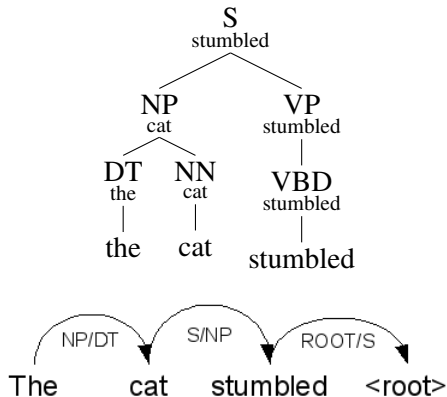 S
stumbled
NP VP
cat stumbled
DT NN VBD
the cat stumbled
the cat stumbled
NP/DT S/NP ROOT/S
The cat stumbled <root>